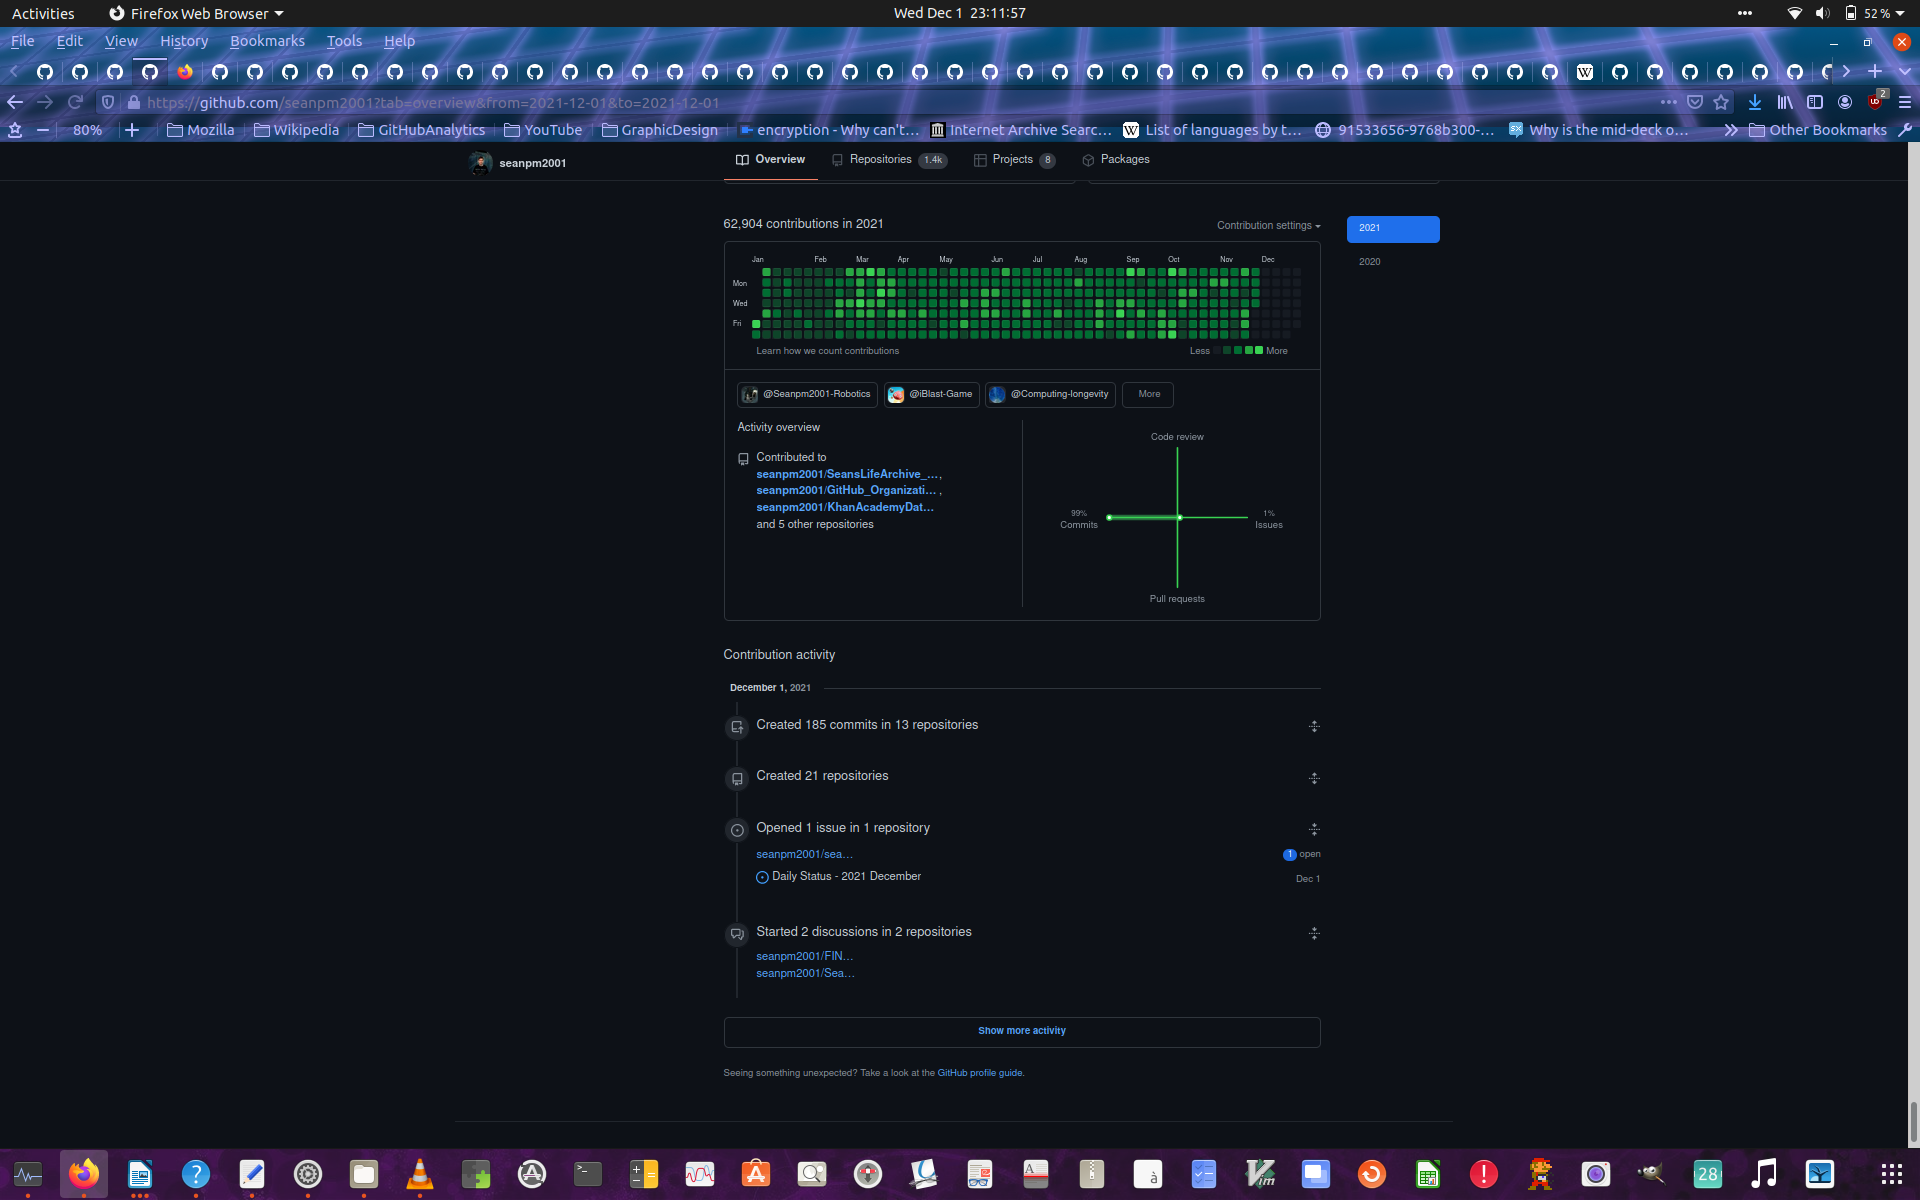 Activities
Firefox Web Browser
Wed Dec 1 23:11:57
52 %
File Edit View History Bookmarks Tools Help
https://github.com/seanpm2001?tab=overview&from=2021-12-01&to=2021-12-01
2
80%
Mozilla
Wikipedia
GitHubAnalytics
YouTube
GraphicDesign
encryption - Why can't…
Internet Archive Searc…
List of languages by t…
91533656-9768b300-…
Why is the mid-deck o…
Other Bookmarks
seanpm2001
Overview
Repositories 1.4k
Projects 8
Packages
62,904 contributions in 2021
Contribution settings
2021
2020
Jan Feb Mar Apr May Jun Jul Aug Sep Oct Nov Dec
Mon
Wed
Fri
Learn how we count contributions
Less More
@Seanpm2001-Robotics
@iBlast-Game
@Computing-longevity
More
Activity overview
Contributed to
seanpm2001/SeansLifeArchive_…,
seanpm2001/GitHub_Organizati… ,
seanpm2001/KhanAcademyDat…
and 5 other repositories
Code review
99%
Commits
1%
Issues
Pull requests
Contribution activity
December 1, 2021
Created 185 commits in 13 repositories
Created 21 repositories
Opened 1 issue in 1 repository
seanpm2001/sea…
1 open
Daily Status - 2021 December
Dec 1
Started 2 discussions in 2 repositories
seanpm2001/FIN…
seanpm2001/Sea…
Show more activity
Seeing something unexpected? Take a look at the GitHub profile guide.
28